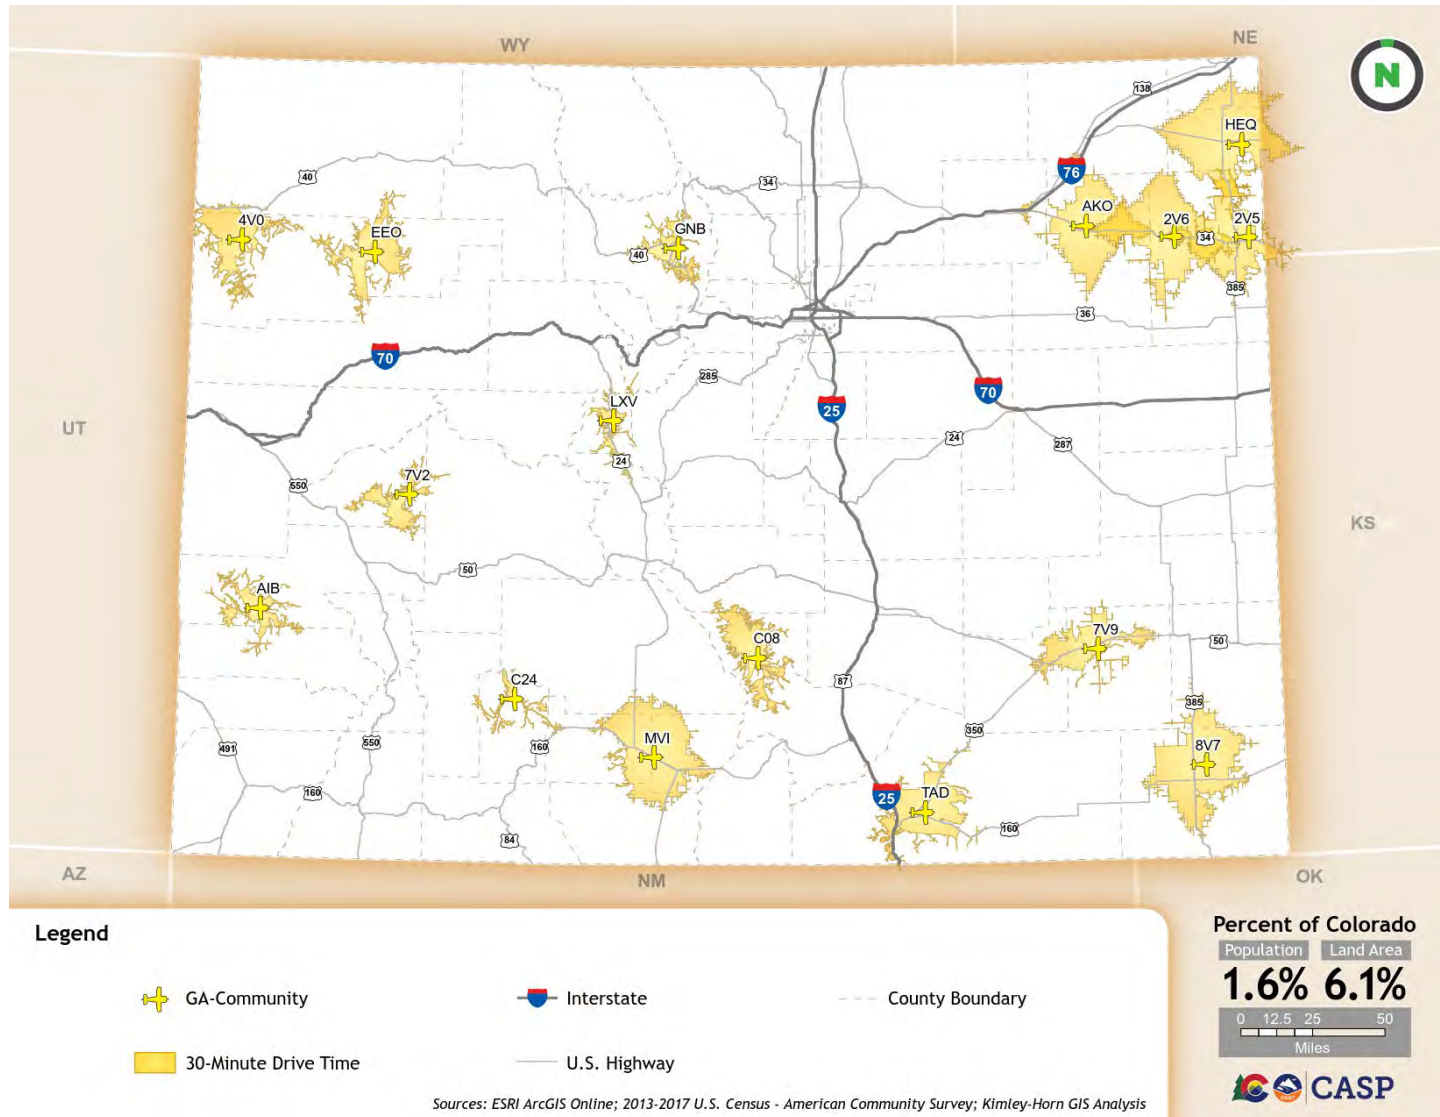 WY
NE
N
138
HEQ
76
40
34
AKO
4V0
EEO
GNB
2V6
34
2V5
40
385
36
70
285
70
LXV
25
UT
24
24
287
7V2
550
KS
50
AIB
7V9
C08
50
C24
87
385
350
MVI
491
550
160
8V7
160
25
TAD
160
84
AZ
NM
OK
Legend
GA-Community
Interstate
County Boundary
30-Minute Drive Time
U.S. Highway
Percent of Colorado
Population Land Area
1.6% 6.1%
0 12.5 25 50
Miles
CASP
Sources: ESRI ArcGIS Online; 2013-2017 U.S. Census - American Community Survey; Kimley-Horn GIS Analysis